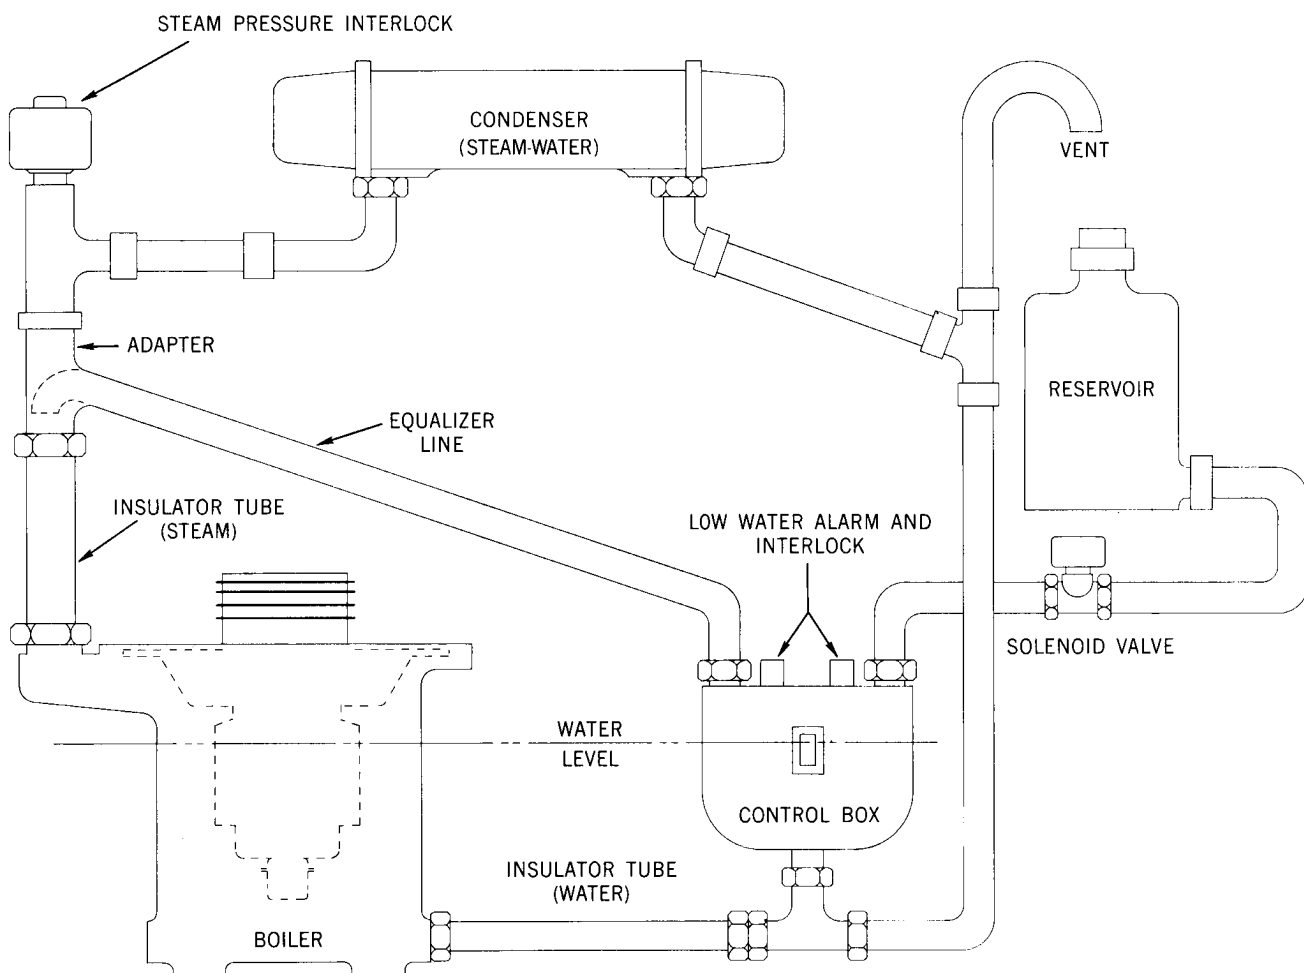 STEAM PRESSURE INTERLOCK
CONDENSER
(STEAM-WATER)
VENT
ADAPTER
RESERVOIR
EQUALIZER
LINE
INSULATOR TUBE
(STEAM)
LOW WATER ALARM AND
INTERLOCK
SOLENOID VALVE
WATER
LEVEL
CONTROL BOX
INSULATOR TUBE
(WATER)
BOILER